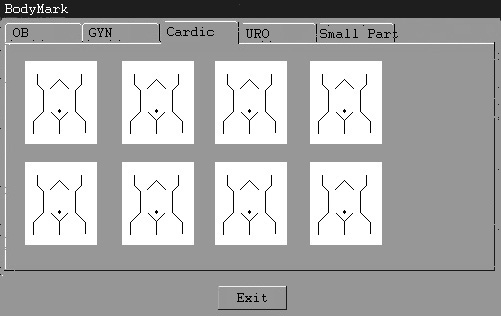 BodyMark
OB GYN Cardic URO Small Part
Exit